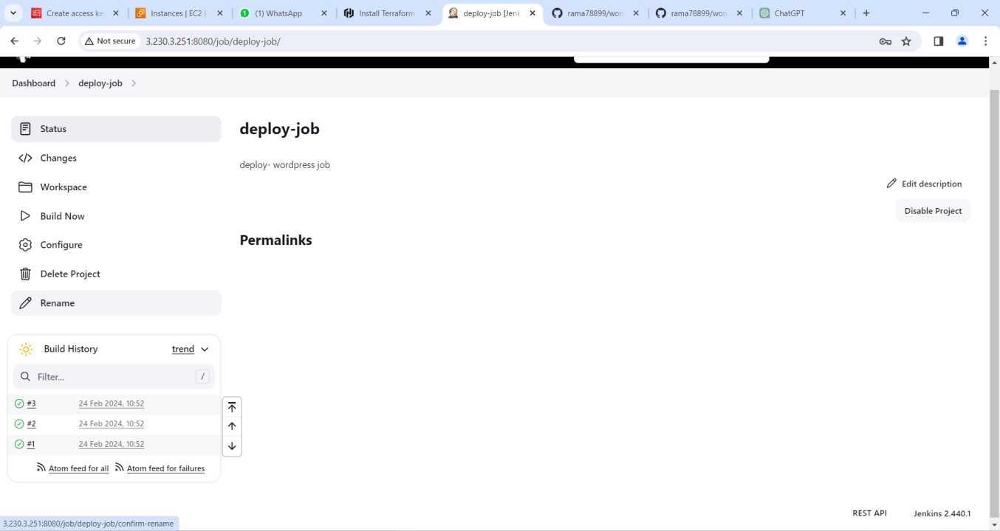 Create access ke
Instances | EC2 |
(1) WhatsApp
Install Terraform
deploy-job [Jenk
rama78899/wor
rama78899/wor
ChatGPT
Not secure
3.230.3.251:8080/job/deploy-job/
Dashboard
deploy-job
Status
Changes
Workspace
Build Now
Configure
Delete Project
Rename
deploy-job
deploy- wordpress job
Edit description
Disable Project
Permalinks
Build History
trend
Filter...
/
#3 24 Feb 2024, 10:52
#2 24 Feb 2024, 10:52
#1 24 Feb 2024, 10:52
Atom feed for all
Atom feed for failures
REST API
Jenkins 2.440.1
3.230.3.251:8080/job/deploy-job/confirm-rename